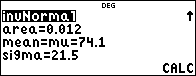 DEG
invNormal
area=0.012
mean=mu=74.1
sigma=21.5
CALC